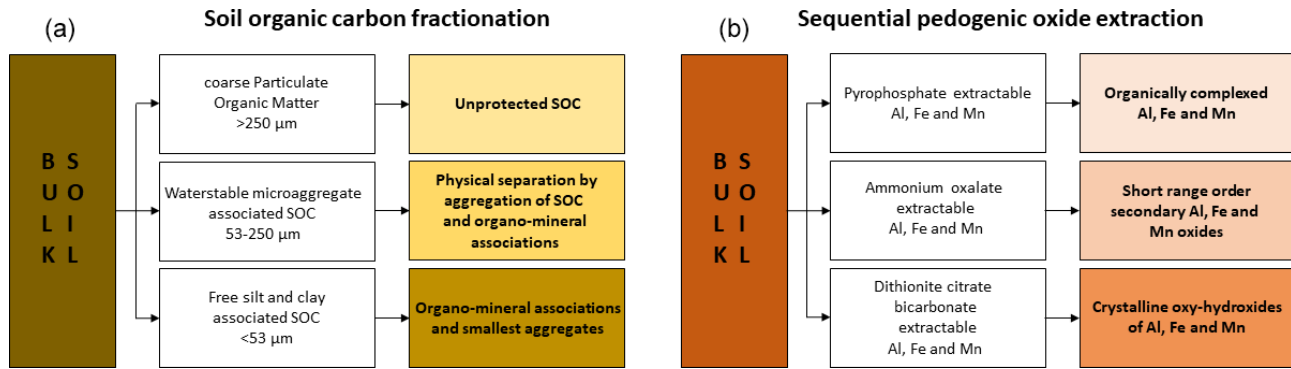 (a)
Soil organic carbon fractionation
BULK SOIL
coarse Particulate
Organic Matter
>250 µm
Unprotected SOC
Waterstable microaggregate
associated SOC
53-250 µm
Physical separation by
aggregation of SOC
and organo-mineral
associations
Free silt and clay
associated SOC
<53 µm
Organo-mineral associations
and smallest aggregates
(b)
Sequential pedogenic oxide extraction
BULK SOIL
Pyrophosphate extractable
Al, Fe and Mn
Organically complexed
Al, Fe and Mn
Ammonium oxalate
extractable
Al, Fe and Mn
Short range order
secondary Al, Fe and
Mn oxides
Dithionite citrate
bicarbonate
extractable
Al, Fe and Mn
Crystalline oxy-hydroxides
of Al, Fe and Mn